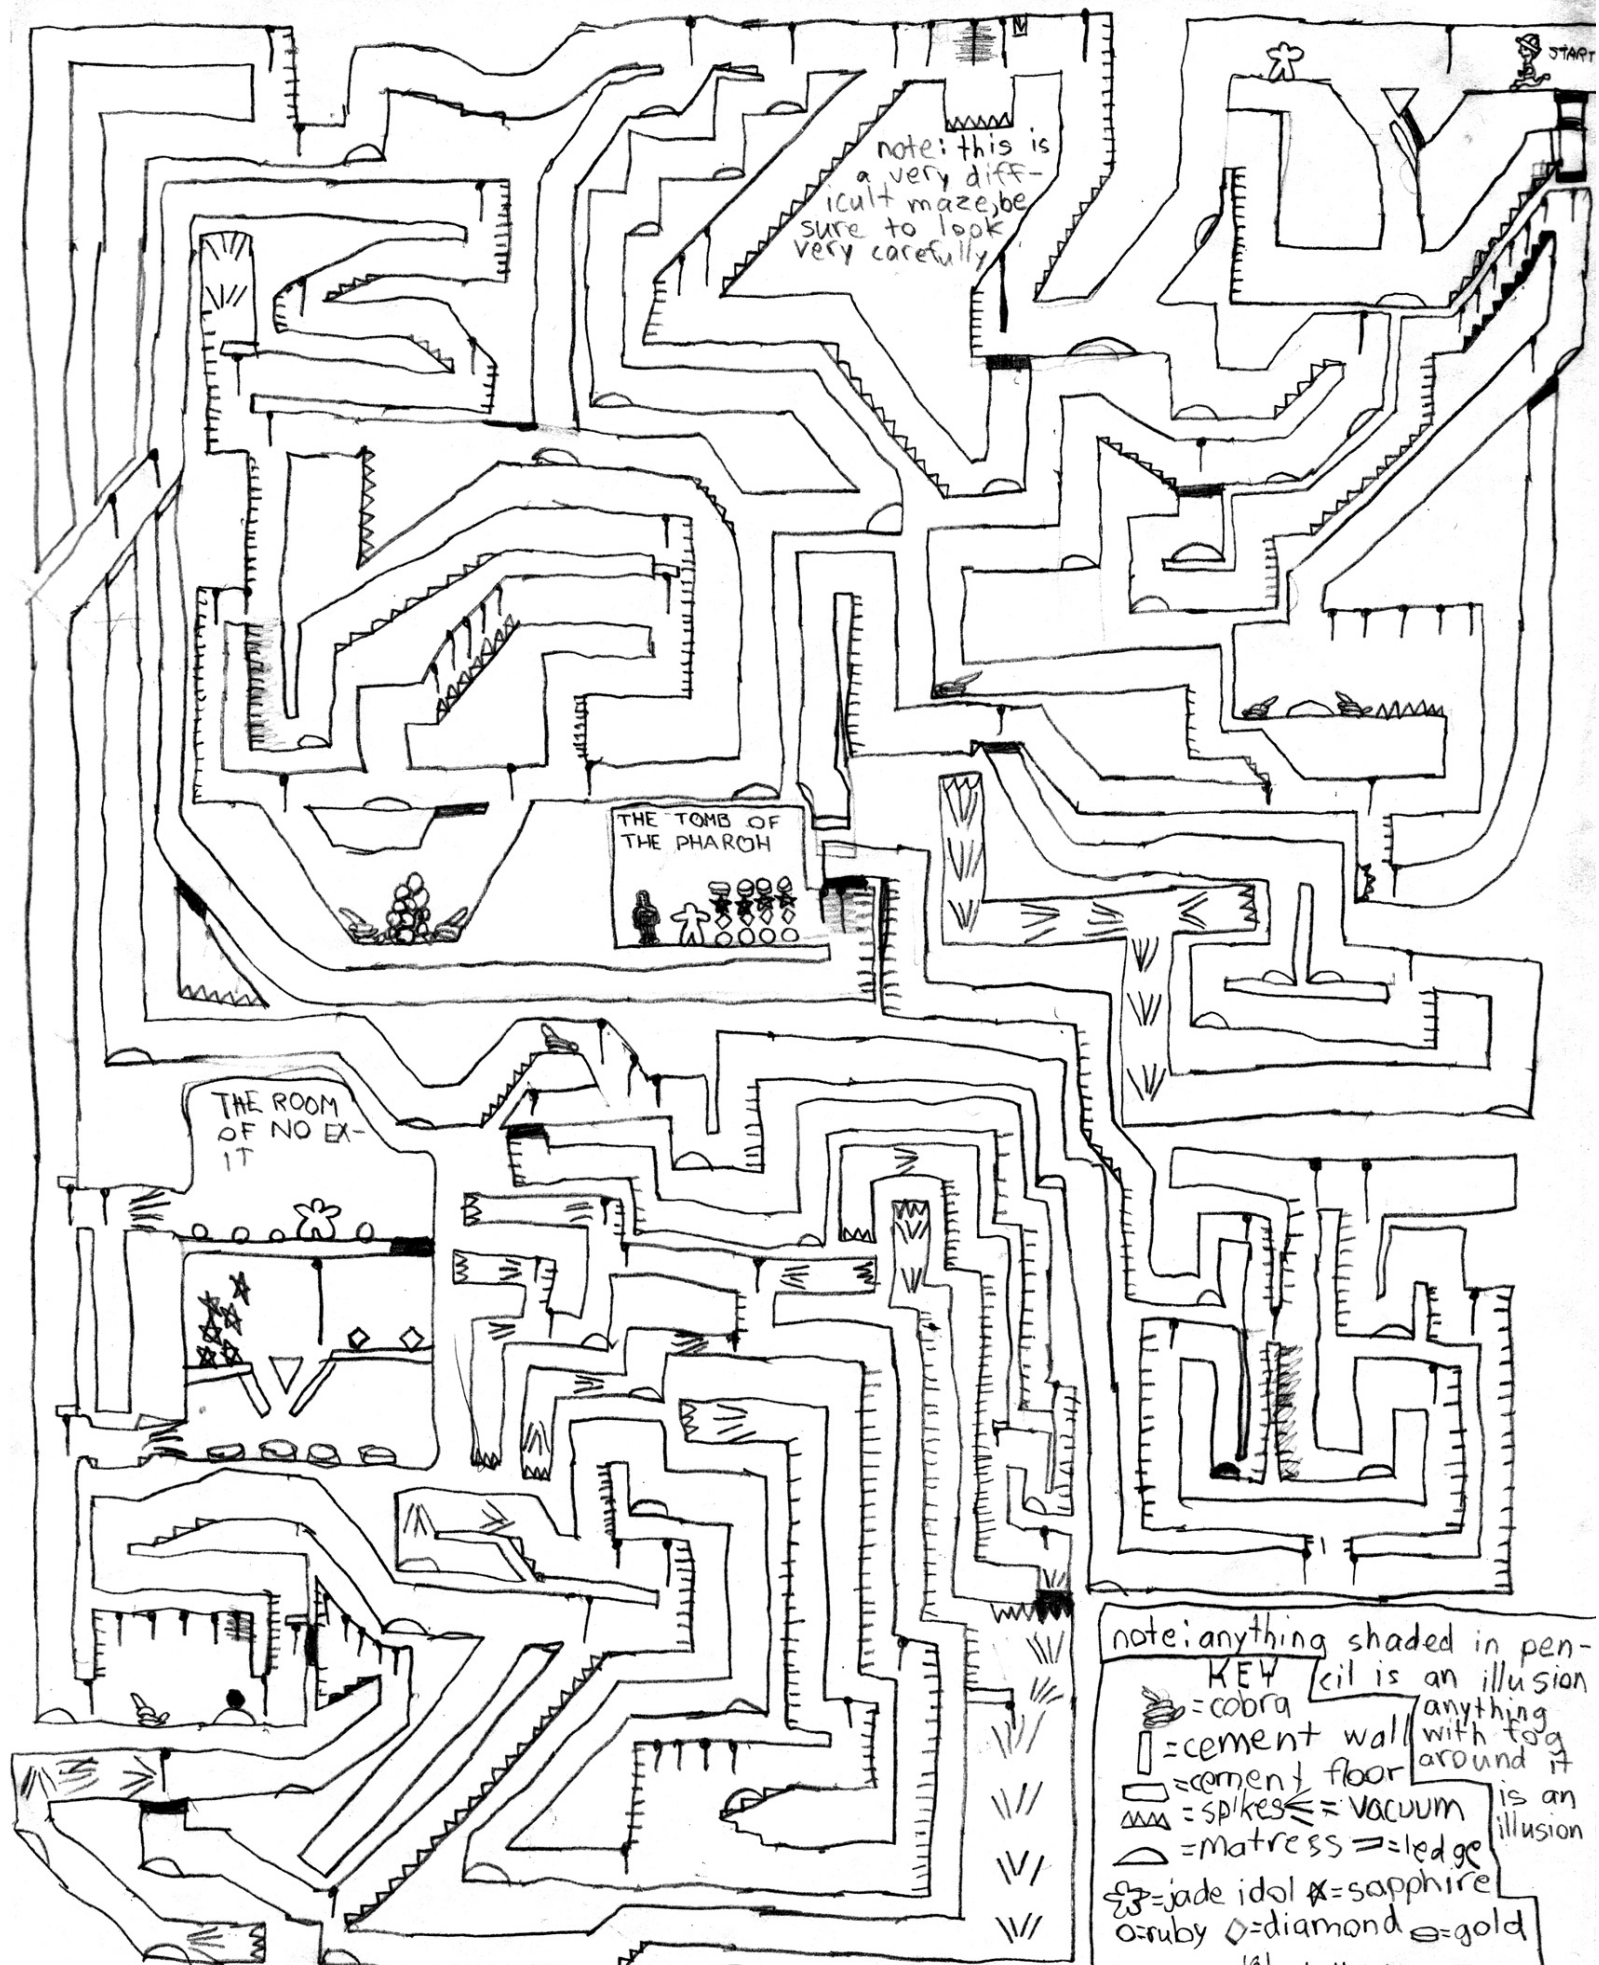 START
note: this is
a very diff-
icult maze, be
sure to look
very carefully
THE TOMB OF
THE PHAROH
THE ROOM
OF NO EX-
IT
note: anything shaded in pen-
cil is an illusion
anything
with fog
around it
is an
illusion
KEY
=cobra
=cement wall
=cement floor
=spikes = vacuum
=matress =ledge
=jade idol =sapphire
=ruby =diamond =gold